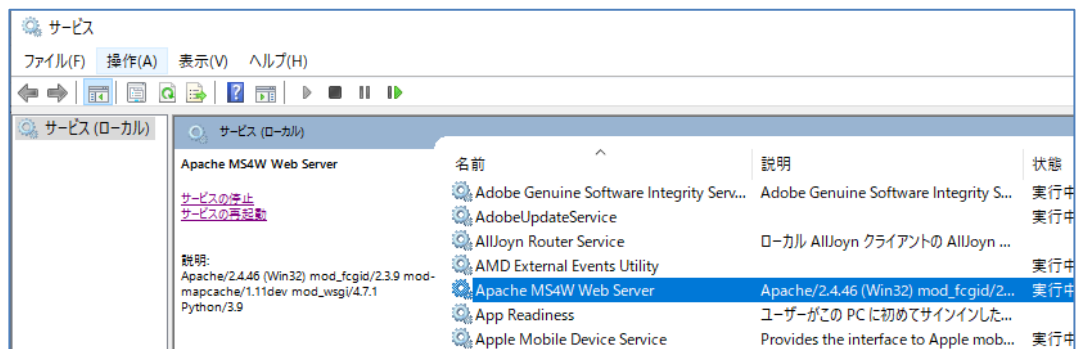 サービス
ファイル(F) 操作(A) 表示(V) ヘルプ(H)
サービス (ローカル)
サービス (ローカル)
Apache MS4W Web Server
サービスの停止
サービスの再起動
説明:
Apache/2.4.46 (Win32) mod_fcgid/2.3.9 mod-
mapcache/1.11dev mod_wsgi/4.7.1
Python/3.9
名前 説明 状態
Adobe Genuine Software Integrity Serv... Adobe Genuine Software Integrity S... 実行中
AdobeUpdateService 実行中
AllJoyn Router Service ローカル AllJoyn クライアントの AllJoyn ...
AMD External Events Utility 実行中
Apache MS4W Web Server Apache/2.4.46 (Win32) mod_fcgid/2... 実行中
App Readiness ユーザーがこの PC に初めてサインインした...
Apple Mobile Device Service Provides the interface to Apple mob... 実行中